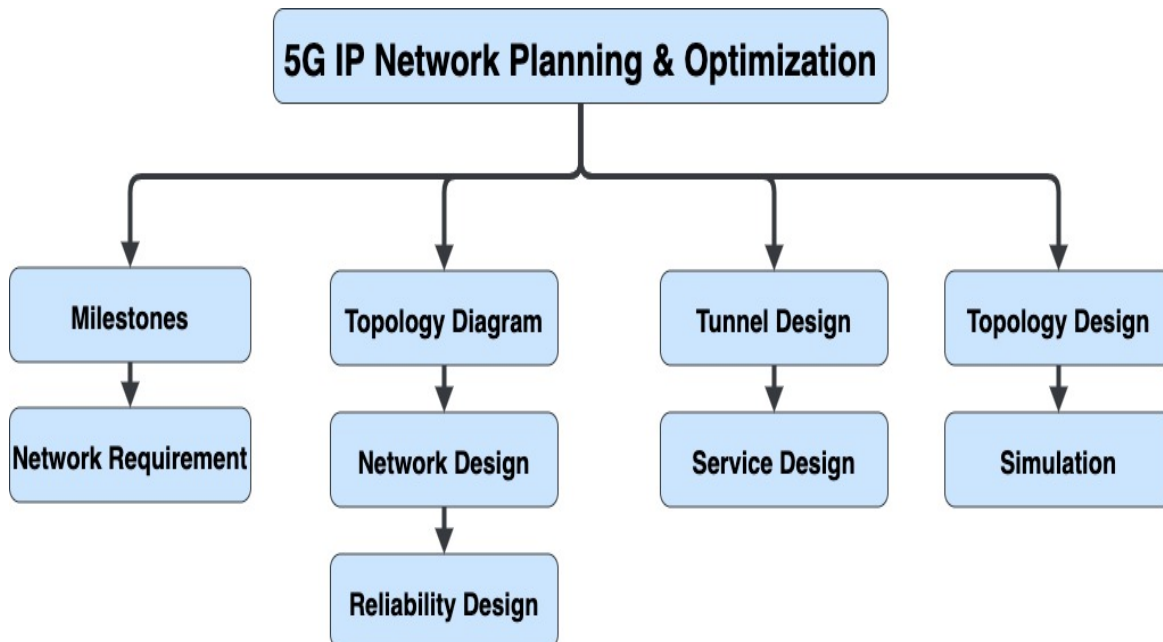 5G IP Network Planning & Optimization
Milestones
Topology Diagram
Tunnel Design
Topology Design
Network Requirement
Network Design
Service Design
Simulation
Reliability Design